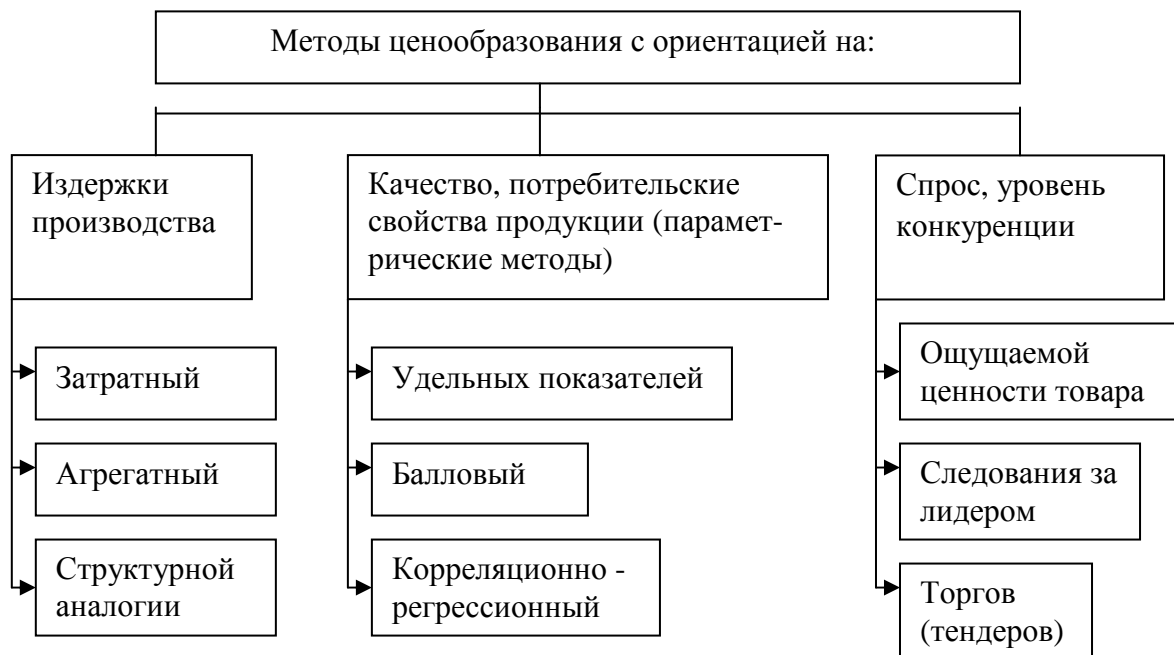 Методы ценообразования с ориентацией на:
Издержки
производства
Качество, потребительские
свойства продукции (парамет-
рические методы)
Спрос, уровень
конкуренции
Затратный
Агрегатный
Структурной
аналогии
Удельных показателей
Балловый
Корреляционно -
регрессионный
Ощущаемой
ценности товара
Следования за
лидером
Торгов
(тендеров)